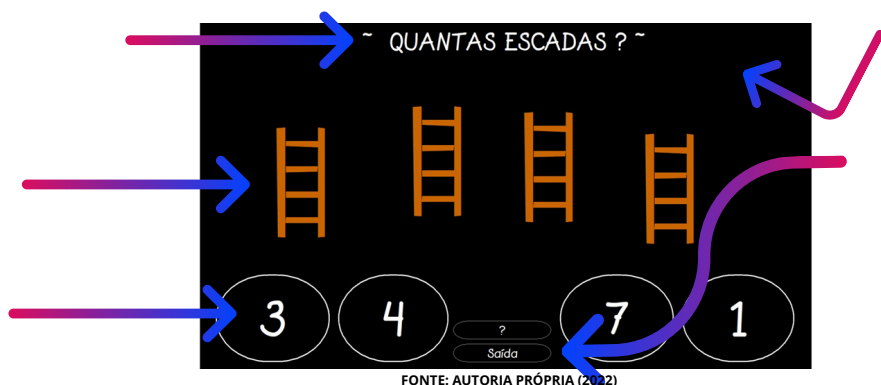 ~ QUANTAS ESCADAS ? ~
3 4 7 1
?
Saída
FONTE: AUTORIA PRÓPRIA (2022)